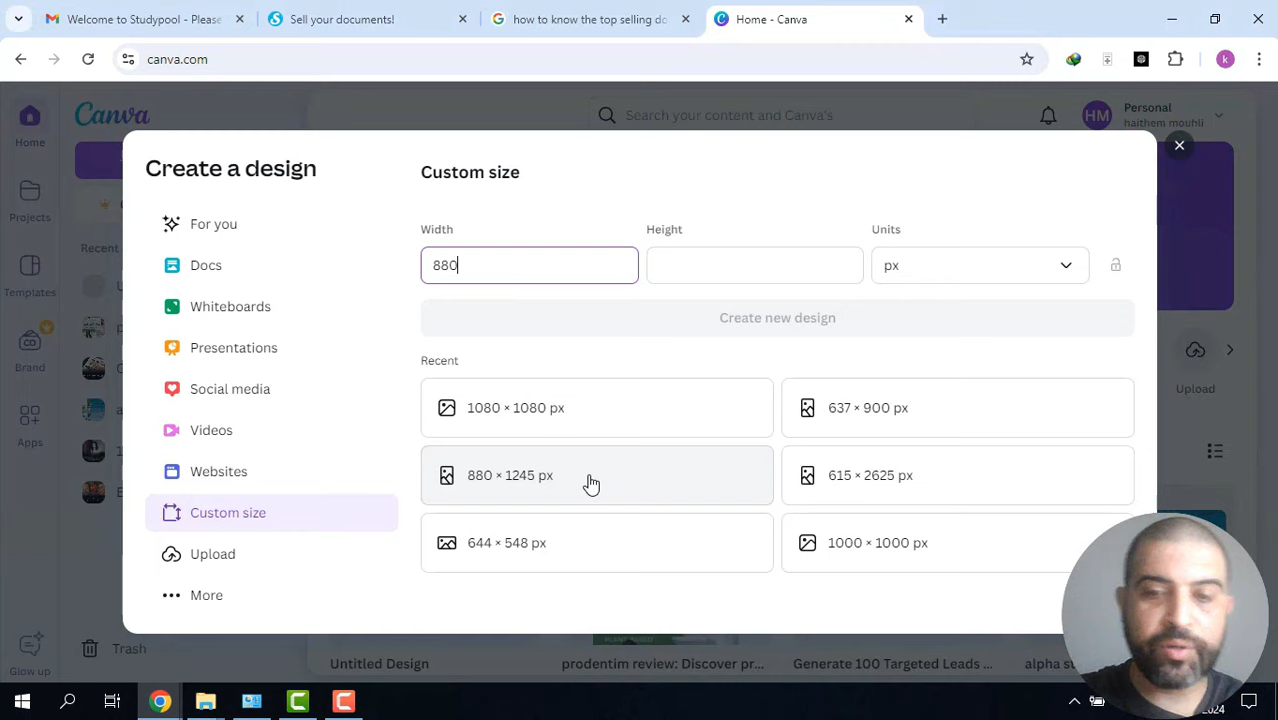 Welcome to Studypool - Please
Sell your documents!
how to know the top selling do
Home - Canva
canva.com
Canva
Search your content and Canva's
HM
Personal
haithem mouhli
Home
Projects
Templates
Brand
Apps
Glow up
Recent
Trash
Upload
Create a design
For you
Docs
Whiteboards
Presentations
Social media
Videos
Websites
Custom size
Upload
More
Custom size
Width
Height
Units
880
px
Create new design
Recent
1080 × 1080 px
637 × 900 px
880 × 1245 px
615 × 2625 px
644 × 548 px
1000 × 1000 px
Untitled Design
prodentim review: Discover pr...
Generate 100 Targeted Leads ...
alpha s
2024